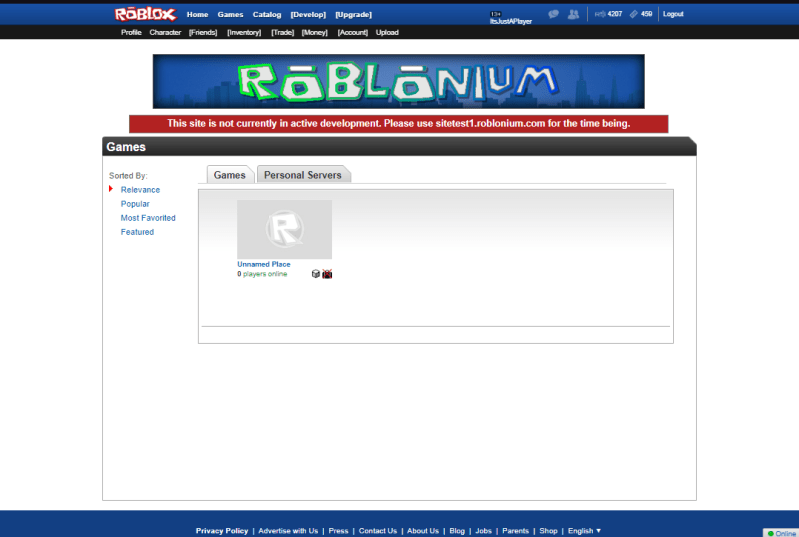 RŌBLOX Home Games Catalog [Develop] [Upgrade] 13+ ItsJustAPlayer R$ 4207 459 Logout
Profile Character [Friends] [Inventory] [Trade] [Money] [Account] Upload
RŌBLŌNIUM
This site is not currently in active development. Please use sitetest1.roblonium.com for the time being.
Games
Sorted By:
Relevance
Popular
Most Favorited
Featured
Games Personal Servers
R
Unnamed Place
0 players online
Privacy Policy | Advertise with Us | Press | Contact Us | About Us | Blog | Jobs | Parents | Shop | English ▼
Online